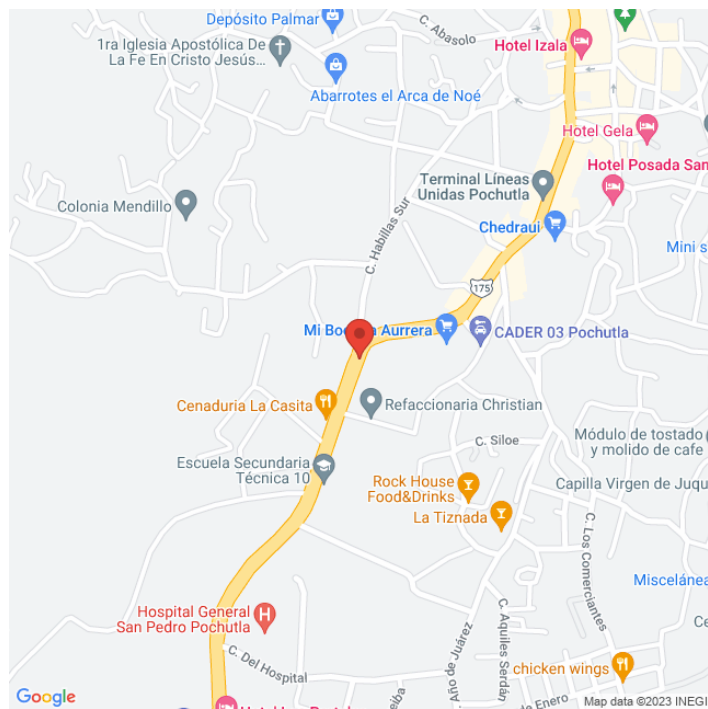 Depósito Palmar
C. Abasolo
1ra Iglesia Apostólica De
La Fe En Cristo Jesús...
Hotel Izala
Abarrotes el Arca de Noé
Hotel Gela
Hotel Posada San
Terminal Líneas
Unidas Pochutla
Colonia Mendillo
C. Habillas Sur
Chedraui
Mini s
175
Aurrera
CADER 03 Pochutla
Cenaduria La Casita
Refaccionaria Christian
C. Siloe
Módulo de tostado
y molido de cafe
Escuela Secundaria
Técnica 10
Rock House
Food&Drinks
Capilla Virgen de Juqu
La Tiznada
C. Los Comerciantes
Miscelánea
Hospital General
San Pedro Pochutla
H
Ce
C. Aquiles Serdán
Año de Juárez
C. Del Hospital
eiba
chicken wings
de Enero
Google
Map data ©2023 INEGI